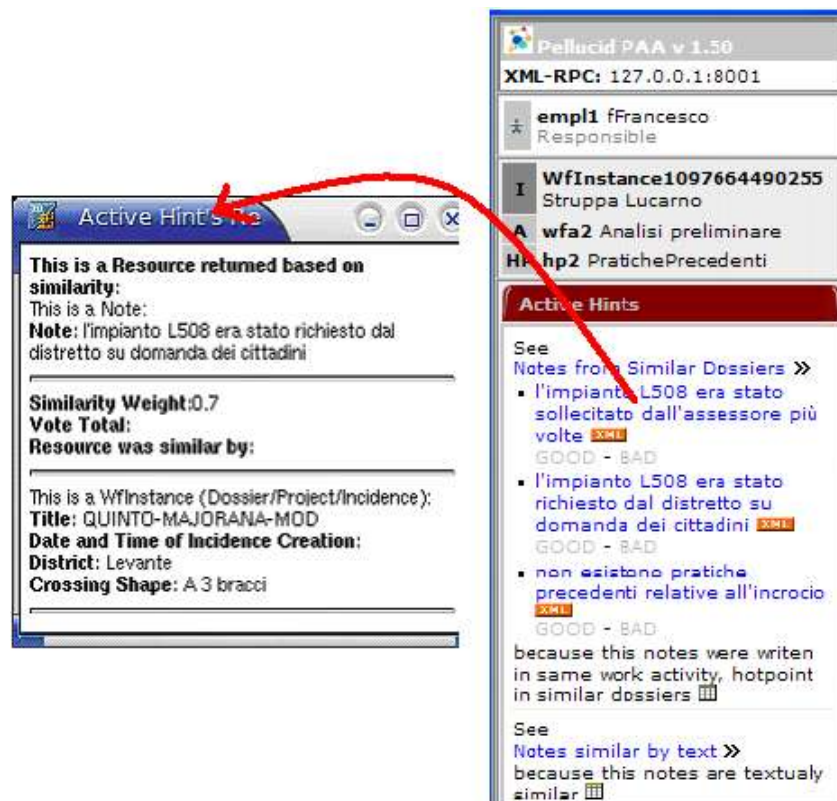 Active Hint's
This is a Resource returned based on
similarity:
This is a Note:
Note: l'impianto L508 era stato richiesto dal
distretto su domanda dei cittadini
Similarity Weight:0.7
Vote Total:
Resource was similar by:
This is a WfInstance (Dossier/Project/Incidence):
Title: QUINTO-MAJORANA-MOD
Date and Time of Incidence Creation:
District: Levante
Crossing Shape: A 3 bracci
Pellucid PAA v 1.50
XML-RPC: 127.0.0.1:8001
empl1 fFrancesco
Responsible
I WfInstance1097664490255
Struppa Lucarno
A wfa2 Analisi preliminare
HP hp2 PratichePrecedenti
Active Hints
See
Notes from Similar Dossiers »
▪ l'impianto L508 era stato
sollecitato dall'assessore più
volte XML
GOOD - BAD
▪ l'impianto L508 era stato
richiesto dal distretto su
domanda dei cittadini XML
GOOD - BAD
▪ non esistono pratiche
precedenti relative all'incrocio
XML
GOOD - BAD
because this notes were writen
in same work activity, hotpoint
in similar dossiers
See
Notes similar by text »
because this notes are textualy
similar